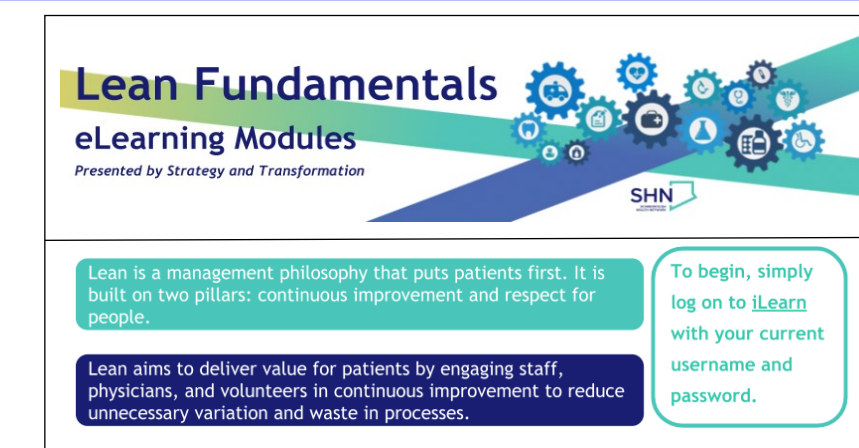 Lean Fundamentals
eLearning Modules
Presented by Strategy and Transformation
SHN
Lean is a management philosophy that puts patients first. It is
built on two pillars: continuous improvement and respect for
people.
Lean aims to deliver value for patients by engaging staff,
physicians, and volunteers in continuous improvement to reduce
unnecessary variation and waste in processes.
To begin, simply
log on to iLearn
with your current
username and
password.